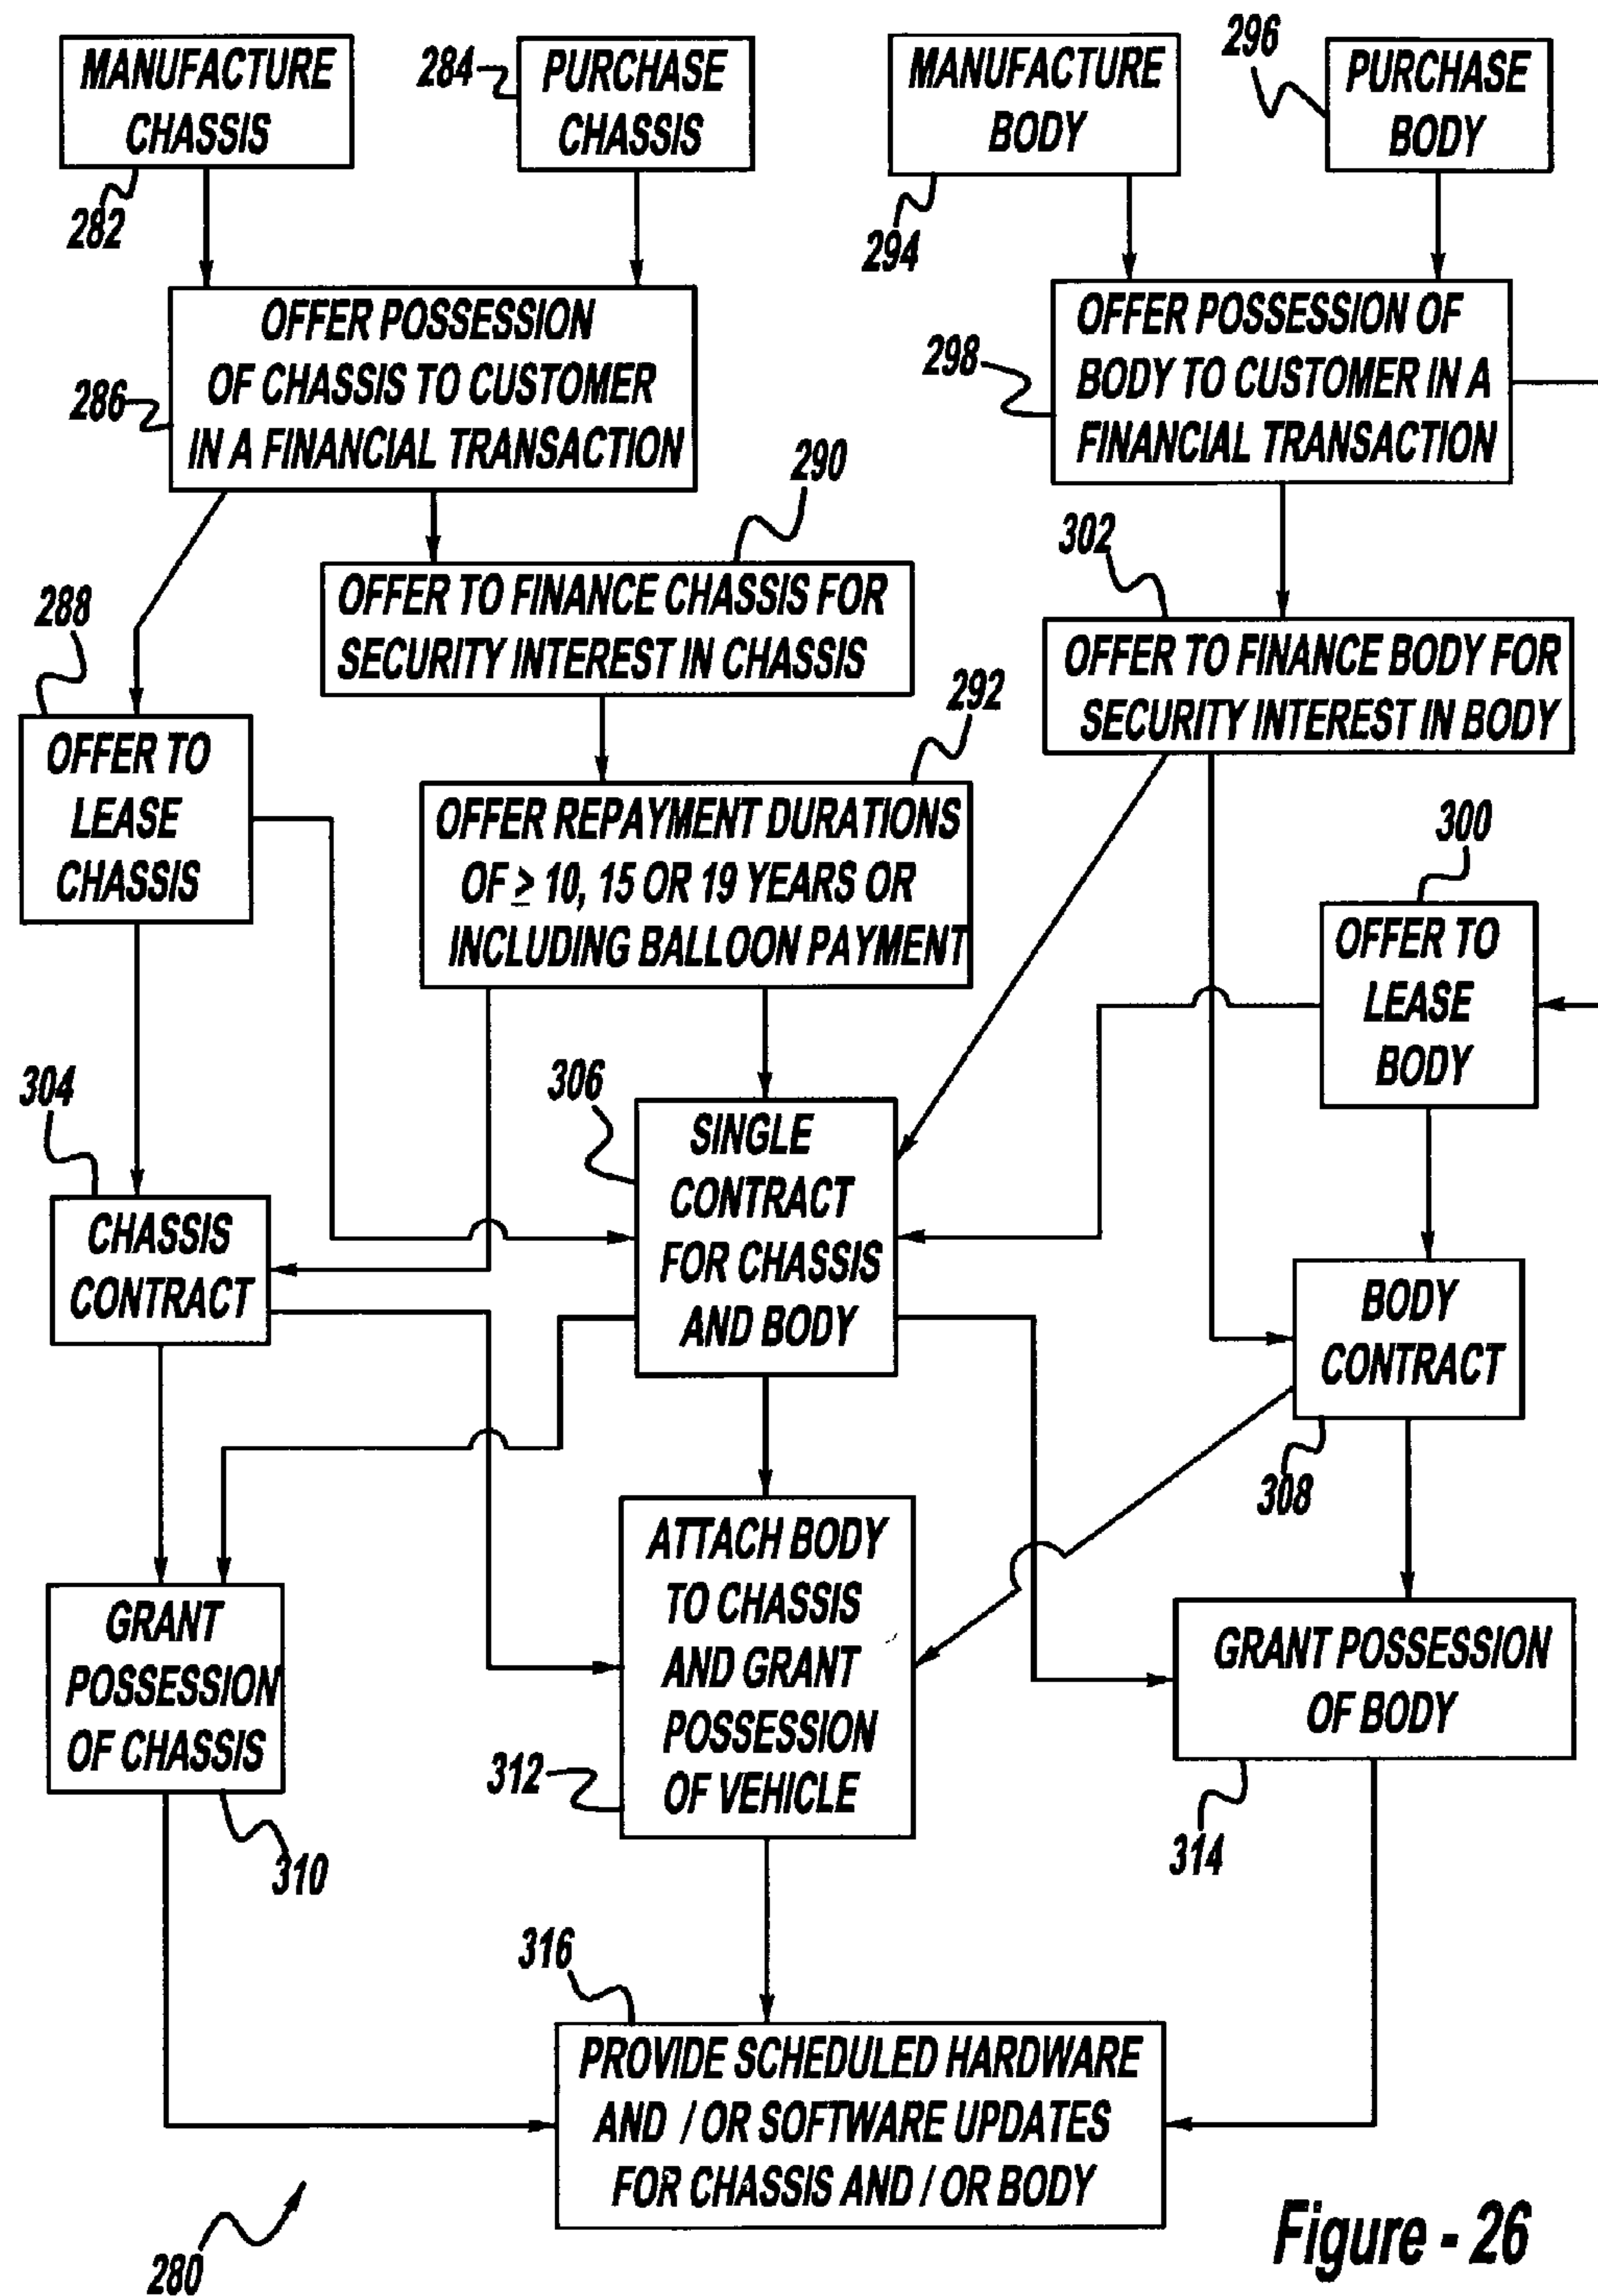 MANUFACTURE
CHASSIS
282
284
PURCHASE
CHASSIS
MANUFACTURE
BODY
294
296
PURCHASE
BODY
OFFER POSSESSION
OF CHASSIS TO CUSTOMER
IN A FINANCIAL TRANSACTION
286
OFFER POSSESSION OF
BODY TO CUSTOMER IN A
FINANCIAL TRANSACTION
298
290
OFFER TO FINANCE CHASSIS FOR
SECURITY INTEREST IN CHASSIS
302
OFFER TO FINANCE BODY FOR
SECURITY INTEREST IN BODY
288
OFFER TO
LEASE
CHASSIS
292
OFFER REPAYMENT DURATIONS
OF ≥ 10, 15 OR 19 YEARS OR
INCLUDING BALLOON PAYMENT
300
OFFER TO
LEASE
BODY
304
CHASSIS
CONTRACT
306
SINGLE
CONTRACT
FOR CHASSIS
AND BODY
BODY
CONTRACT
308
GRANT
POSSESSION
OF CHASSIS
310
ATTACH BODY
TO CHASSIS
AND GRANT
POSSESSION
OF VEHICLE
312
GRANT POSSESSION
OF BODY
314
316
PROVIDE SCHEDULED HARDWARE
AND / OR SOFTWARE UPDATES
FOR CHASSIS AND / OR BODY
280
Figure - 26